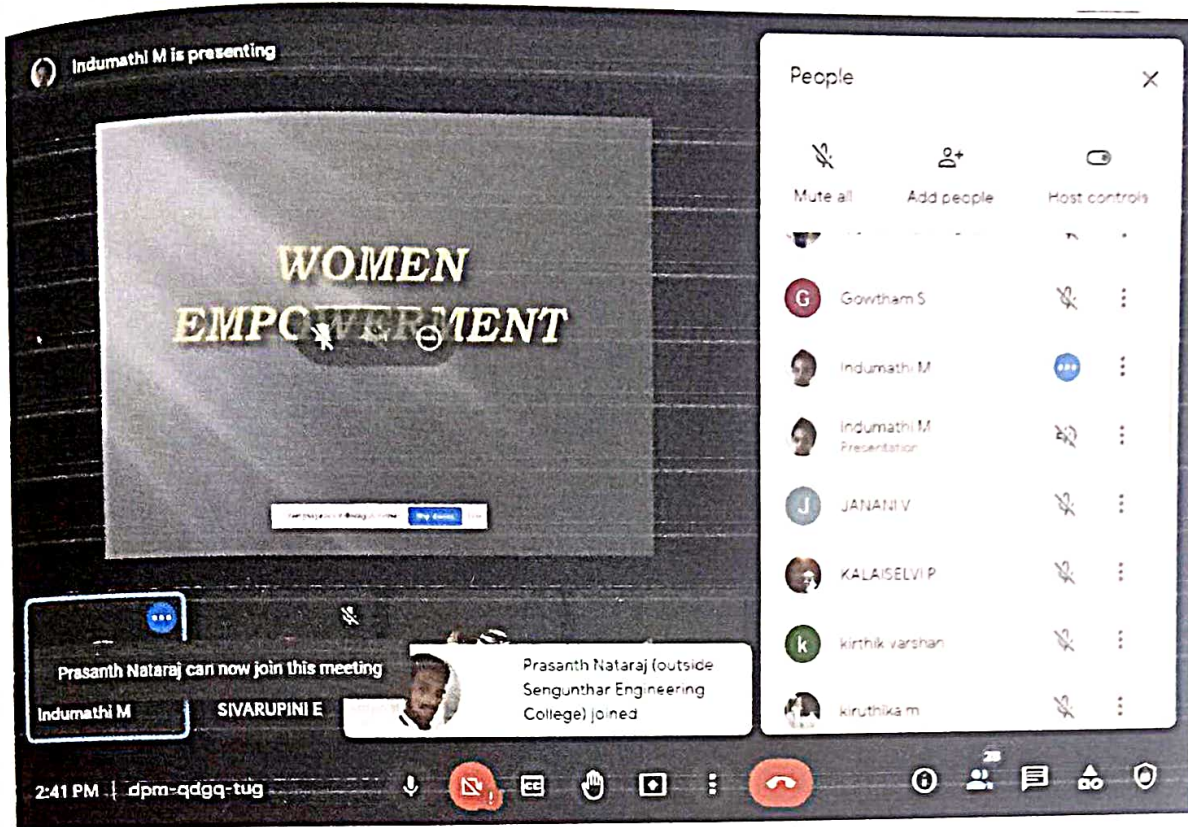 Indumathi M is presenting
WOMEN
EMPOWERMENT
People
Mute all
Add people
Host controls
G
Gowtham S
Indumathi M
Indumathi M
Presentation
J
JANANI V
KALAISELVI P
k
kirthik varshan
kiruthika m
Prasanth Nataraj can now join this meeting
Indumathi M
SIVARUPINI E
Prasanth Nataraj (outside
Sengunthar Engineering
College) joined
2:41 PM | dpm-qdgq-tug
CC